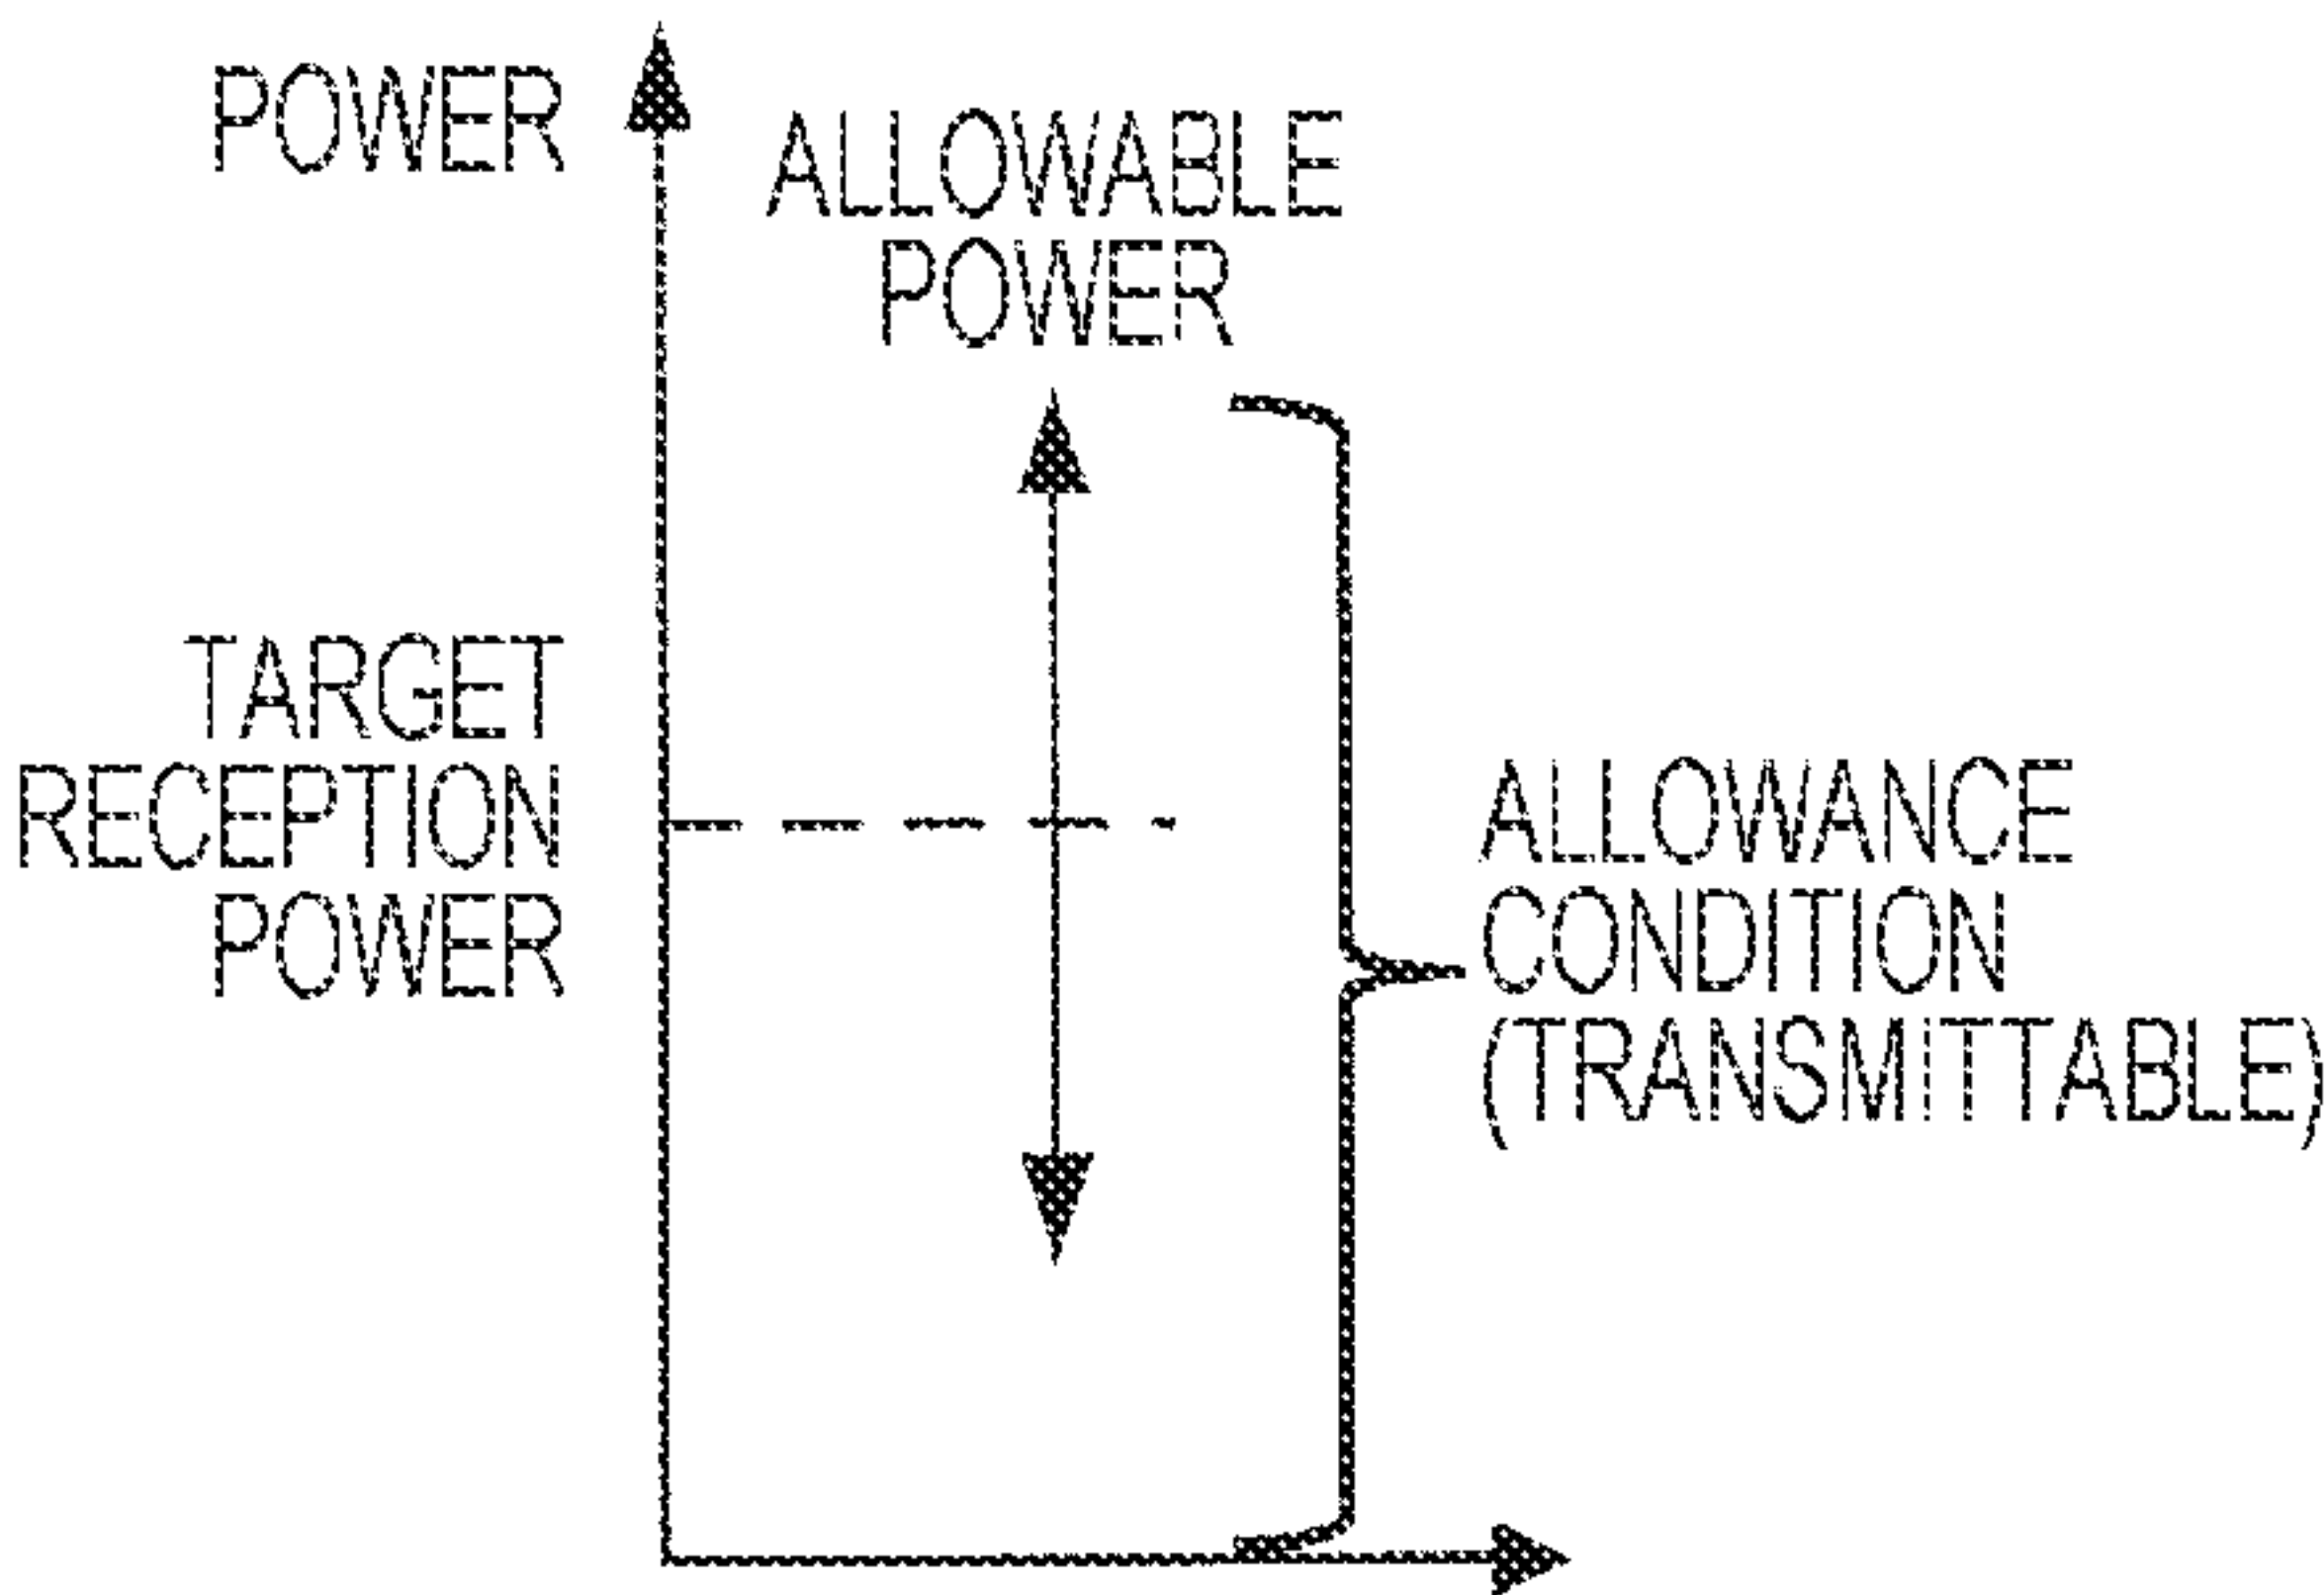 POWER
ALLOWABLE
POWER
TARGET
RECEPTION
POWER
ALLOWANCE
CONDITION
(TRANSMITTABLE)